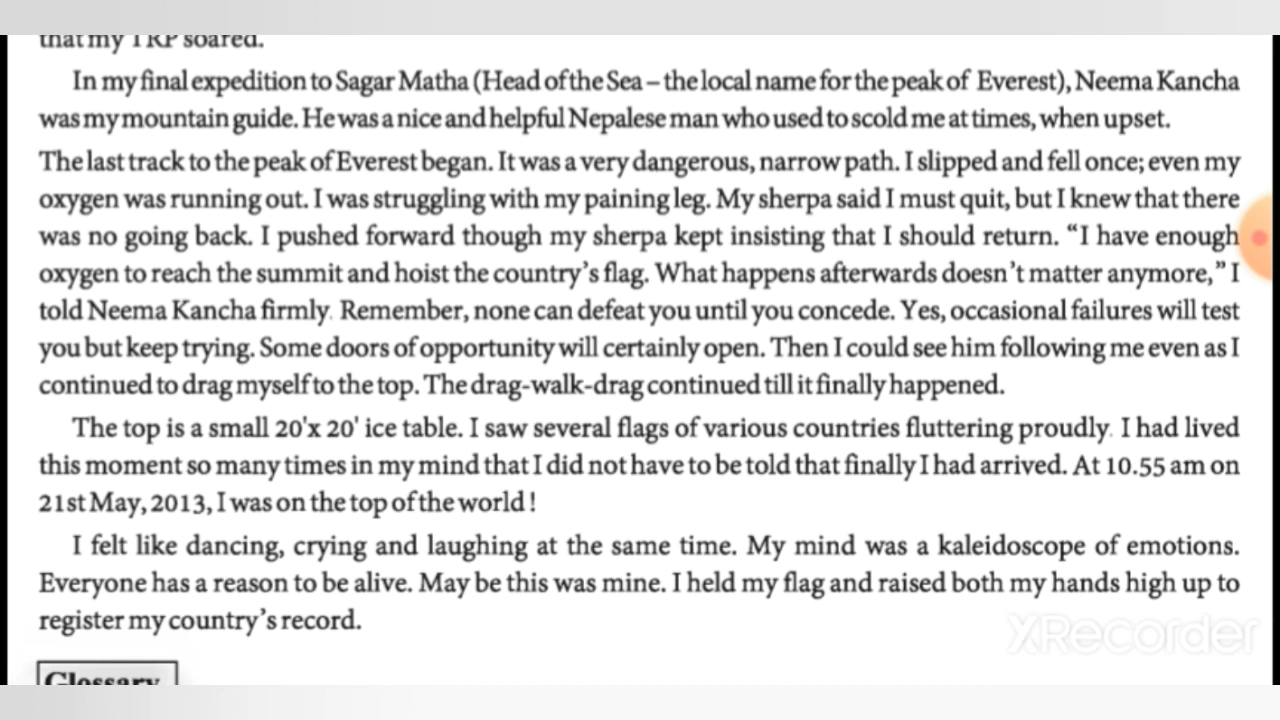 that my TRP soared.
In my final expedition to Sagar Matha (Head of the Sea – the local name for the peak of Everest), Neema Kancha
was my mountain guide. He was a nice and helpful Nepalese man who used to scold me at times, when upset.
The last track to the peak of Everest began. It was a very dangerous, narrow path. I slipped and fell once; even my
oxygen was running out. I was struggling with my paining leg. My sherpa said I must quit, but I knew that there
was no going back. I pushed forward though my sherpa kept insisting that I should return. “I have enough
oxygen to reach the summit and hoist the country’s flag. What happens afterwards doesn’t matter anymore,” I
told Neema Kancha firmly. Remember, none can defeat you until you concede. Yes, occasional failures will test
you but keep trying. Some doors of opportunity will certainly open. Then I could see him following me even as I
continued to drag myself to the top. The drag-walk-drag continued till it finally happened.
The top is a small 20'x 20' ice table. I saw several flags of various countries fluttering proudly. I had lived
this moment so many times in my mind that I did not have to be told that finally I had arrived. At 10.55 am on
21st May, 2013, I was on the top of the world !
I felt like dancing, crying and laughing at the same time. My mind was a kaleidoscope of emotions.
Everyone has a reason to be alive. May be this was mine. I held my flag and raised both my hands high up to
register my country’s record.
XRecorder
Glossary